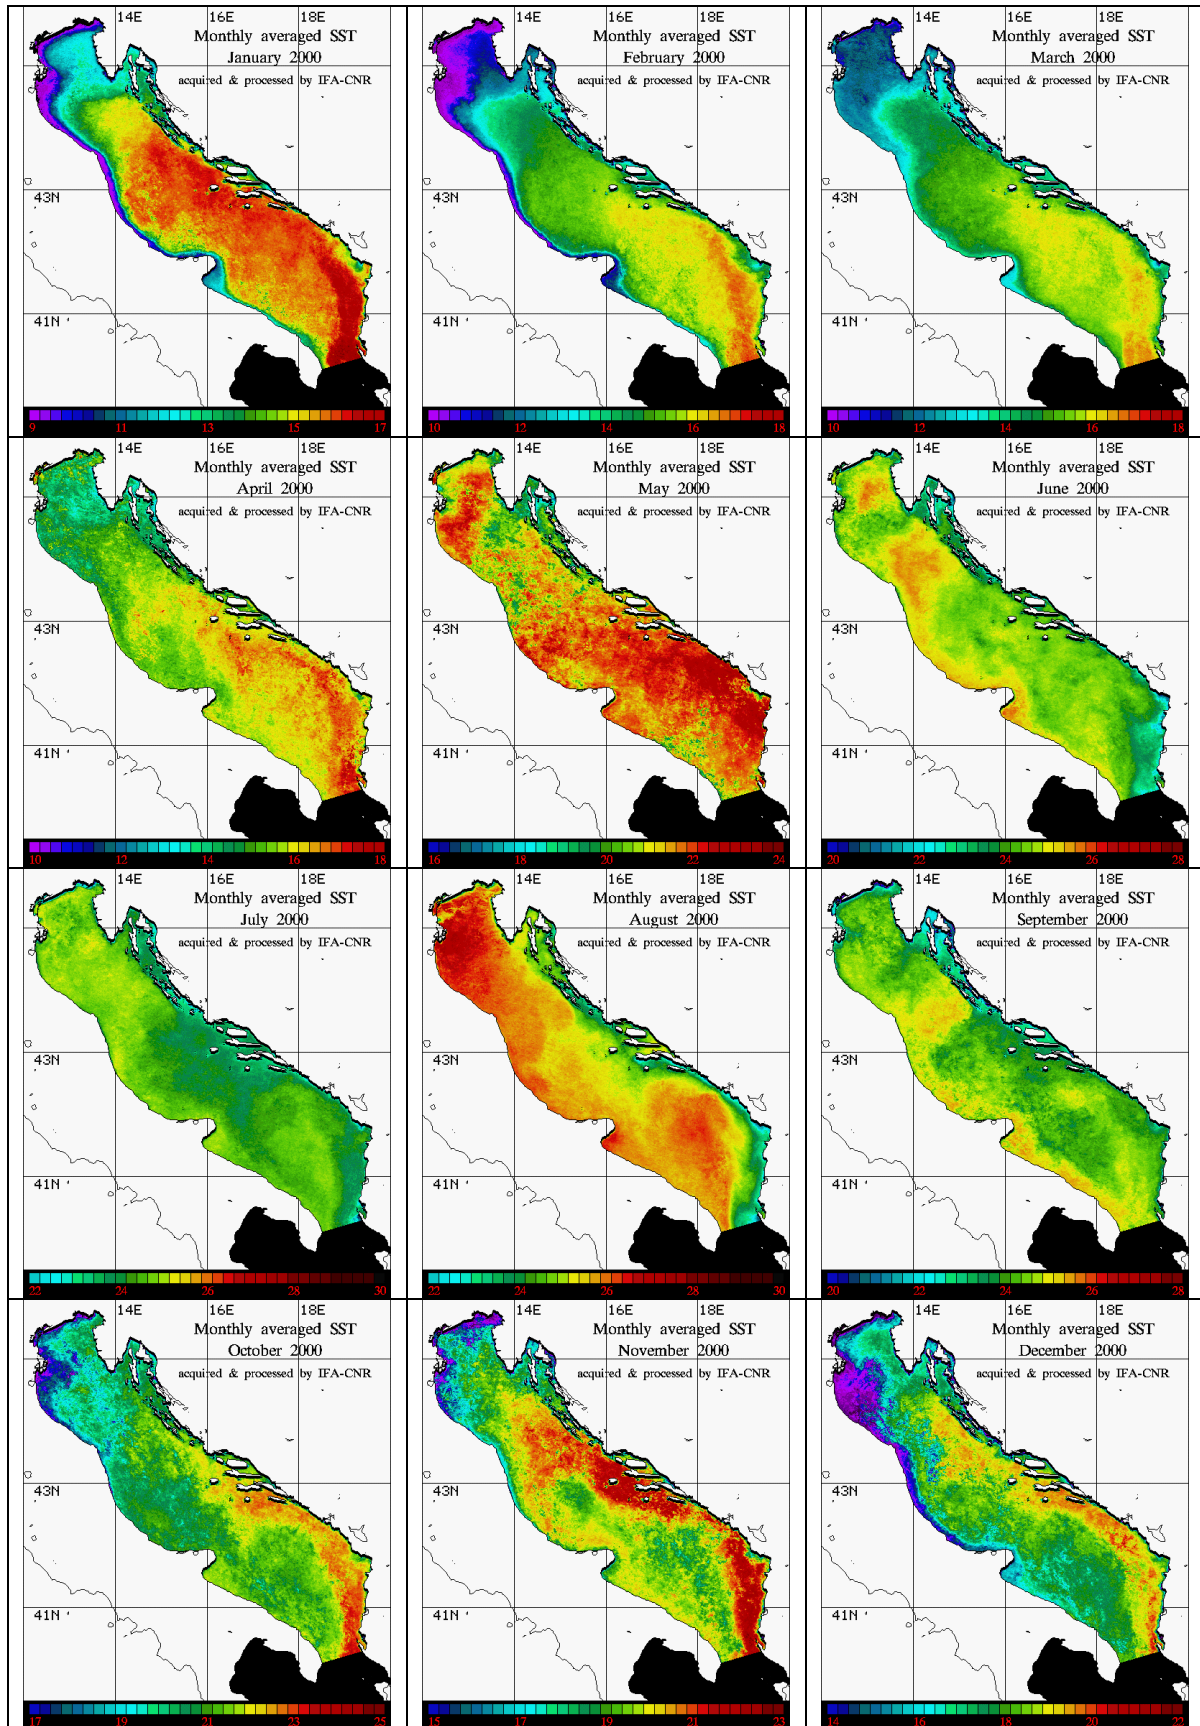 14E 16E 18E
Monthly averaged SST
January 2000
acquired & processed by IFA-CNR
43N
41N
9 11 13 15 17
14E 16E 18E
Monthly averaged SST
February 2000
acquired & processed by IFA-CNR
43N
41N
10 12 14 16 18
14E 16E 18E
Monthly averaged SST
March 2000
acquired & processed by IFA-CNR
43N
41N
10 12 14 16 18
14E 16E 18E
Monthly averaged SST
April 2000
acquired & processed by IFA-CNR
43N
41N
10 12 14 16 18
14E 16E 18E
Monthly averaged SST
May 2000
acquired & processed by IFA-CNR
43N
41N
16 18 20 22 24
14E 16E 18E
Monthly averaged SST
June 2000
acquired & processed by IFA-CNR
43N
41N
20 22 24 26 28
14E 16E 18E
Monthly averaged SST
July 2000
acquired & processed by IFA-CNR
43N
41N
22 24 26 28 30
14E 16E 18E
Monthly averaged SST
August 2000
acquired & processed by IFA-CNR
43N
41N
22 24 26 28 30
14E 16E 18E
Monthly averaged SST
September 2000
acquired & processed by IFA-CNR
43N
41N
20 22 24 26 28
14E 16E 18E
Monthly averaged SST
October 2000
acquired & processed by IFA-CNR
43N
41N
17 19 21 23 25
14E 16E 18E
Monthly averaged SST
November 2000
acquired & processed by IFA-CNR
43N
41N
15 17 19 21 23
14E 16E 18E
Monthly averaged SST
December 2000
acquired & processed by IFA-CNR
43N
41N
14 16 18 20 22